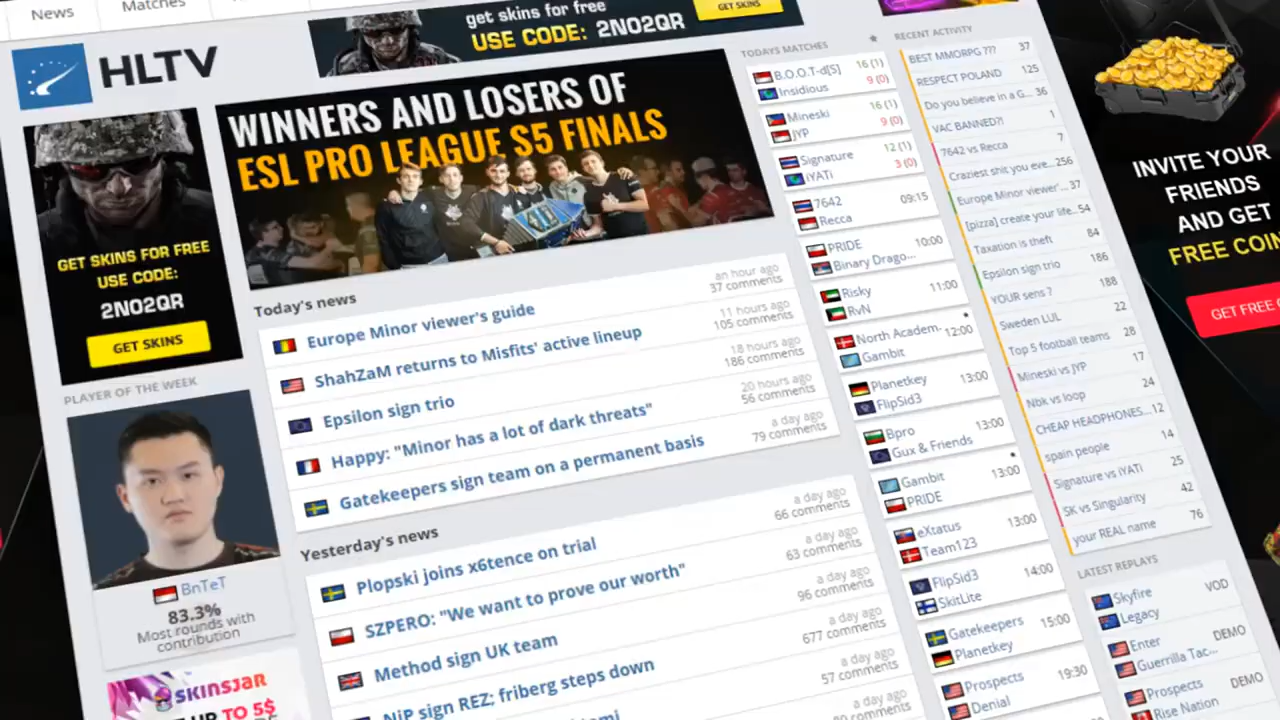 News
Matches
get skins for free
USE CODE: 2NO2QR
GET SKINS
HLTV
GET SKINS FOR FREE
USE CODE:
2NO2QR
GET SKINS
PLAYER OF THE WEEK
BnTeT
83.3%
Most rounds with
contribution
SKINSJAR
UP TO 5$
WINNERS AND LOSERS OF
ESL PRO LEAGUE S5 FINALS
Today's news
Europe Minor viewer's guide
an hour ago
37 comments
ShahZaM returns to Misfits' active lineup
11 hours ago
105 comments
Epsilon sign trio
18 hours ago
186 comments
Happy: "Minor has a lot of dark threats"
20 hours ago
56 comments
Gatekeepers sign team on a permanent basis
a day ago
79 comments
Yesterday's news
Plopski joins x6tence on trial
a day ago
66 comments
SZPERO: "We want to prove our worth"
a day ago
63 comments
Method sign UK team
a day ago
96 comments
NiP sign REZ; friberg steps down
a day ago
677 comments
a day ago
57 comments
a day ago
TODAYS MATCHES
B.O.O.T-d[S] 16 (1)
Insidious 9 (0)
Mineski 16 (1)
JYP 9 (0)
Signature 12 (1)
iYATi 3 (0)
7642
Recca
09:15
PRIDE
Binary Drago...
10:00
Risky
RvN
11:00
North Academ.
Gambit
12:00
Planetkey
FlipSid3
13:00
Bpro
Gux & Friends
13:00
Gambit
PRIDE
13:00
eXtatus
Team123
13:00
FlipSid3
SkitLite
14:00
Gatekeepers
Planetkey
15:00
Prospects
Denial
19:30
RECENT ACTIVITY
BEST MMORPG ??? 37
RESPECT POLAND 125
Do you believe in a G... 36
VAC BANNED?! 1
7642 vs Recca 7
Craziest shit you eve... 256
Europe Minor viewer'... 37
[pizza] create your life... 54
Taxation is theft 84
Epsilon sign trio 186
YOUR sens ? 188
Sweden LUL 22
Top 5 football teams 28
Mineski vs JYP 17
Nbk vs loop 24
CHEAP HEADPHONES... 12
spain people 14
Signature vs iYATi 25
SK vs Singularity 42
your REAL name 76
LATEST REPLAYS
Skyfire
Legacy
VOD
Enter
Guerrilla Tac...
DEMO
Prospects
Rise Nation
DEMO
INVITE YOUR
FRIENDS
AND GET
FREE COIN
GET FREE